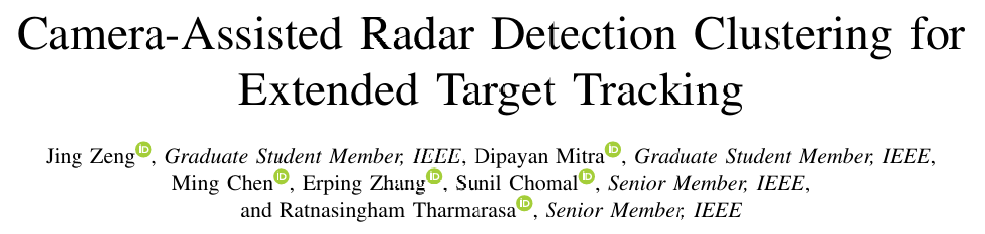 Camera-Assisted Radar Detection Clustering for
Extended Target Tracking
Jing Zeng, Graduate Student Member, IEEE, Dipayan Mitra, Graduate Student Member, IEEE,
Ming Chen, Erping Zhang, Sunil Chomal, Senior Member, IEEE,
and Ratnasingham Tharmarasa, Senior Member, IEEE